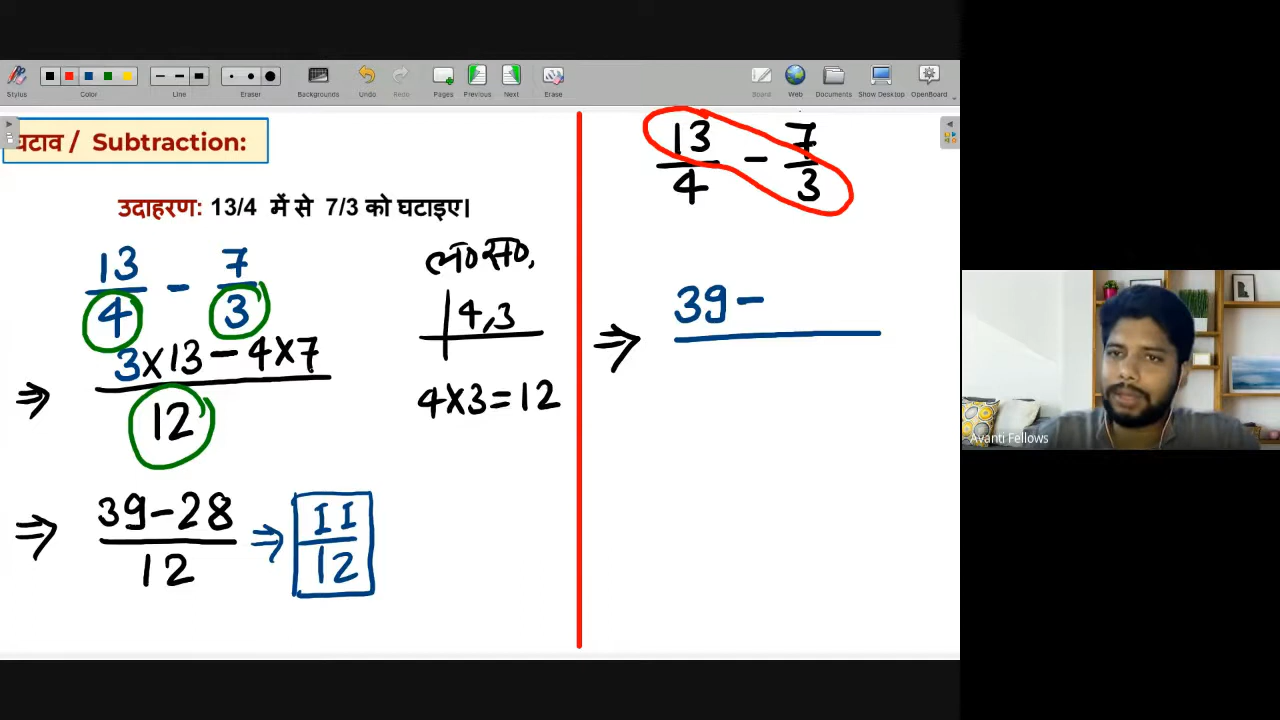 Stylus Color Line Eraser Backgrounds Undo Redo Pages Previous Next Erase Board Web Documents Show Desktop OpenBoard
घटाव / Subtraction:
उदाहरण: 13/4 में से 7/3 को घटाइए।
13/4 - 7/3
ल०स०,
4,3
4×3=12
⇒ 3×13-4×7/12
⇒ 39-28/12 ⇒ 11/12
13/4 - 7/3
⇒ 39-
Avanti Fellows